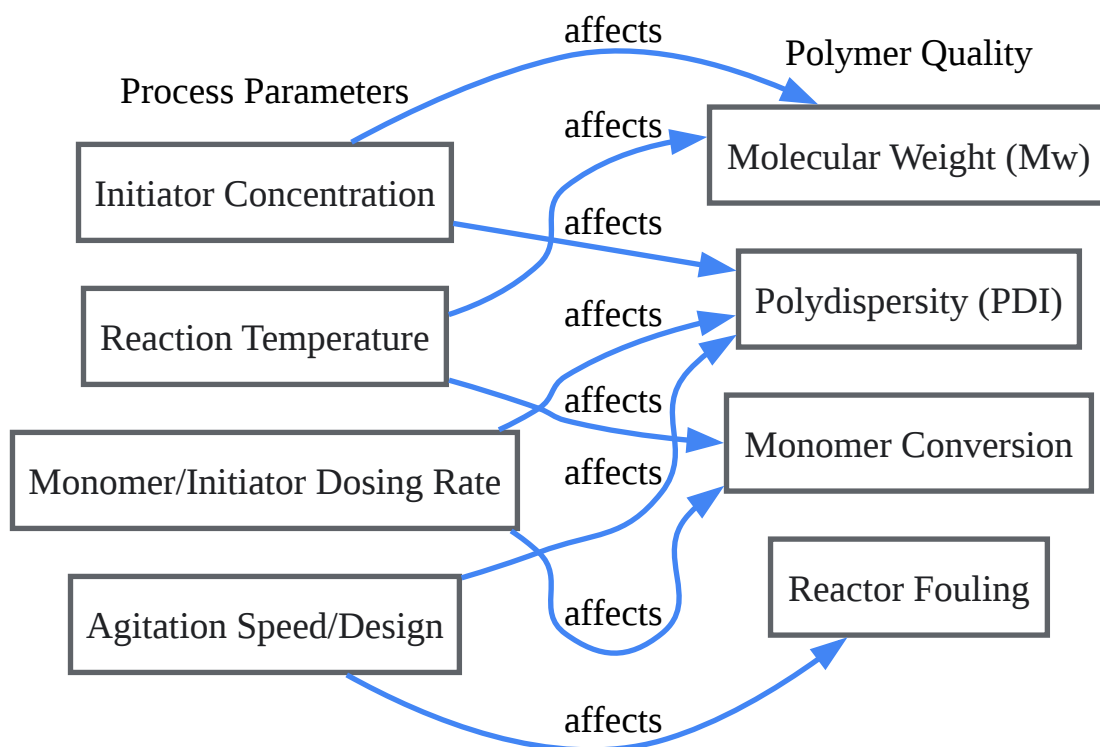 affects
Polymer Quality
Process Parameters
affects
Molecular Weight (Mw)
Initiator Concentration
affects
Polydispersity (PDI)
affects
Reaction Temperature
affects
Monomer Conversion
affects
Monomer/Initiator Dosing Rate
Reactor Fouling
affects
Agitation Speed/Design
affects